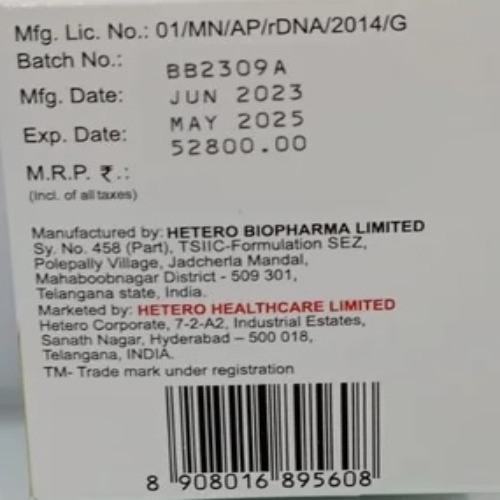 Mfg. Lic. No.: 01/MN/AP/rDNA/2014/G
Batch No.: BB2309A
Mfg. Date: JUN 2023
Exp. Date: MAY 2025
M.R.P. ₹.: 52800.00
(Incl. of all taxes)
Manufactured by: HETERO BIOPHARMA LIMITED
Sy. No. 458 (Part), TSIIC-Formulation SEZ,
Polepally Village, Jadcherla Mandal,
Mahaboobnagar District - 509 301,
Telangana state, India.
Marketed by: HETERO HEALTHCARE LIMITED
Hetero Corporate, 7-2-A2, Industrial Estates,
Sanath Nagar, Hyderabad – 500 018,
Telangana, INDIA.
TM- Trade mark under registration
8 908016 895608